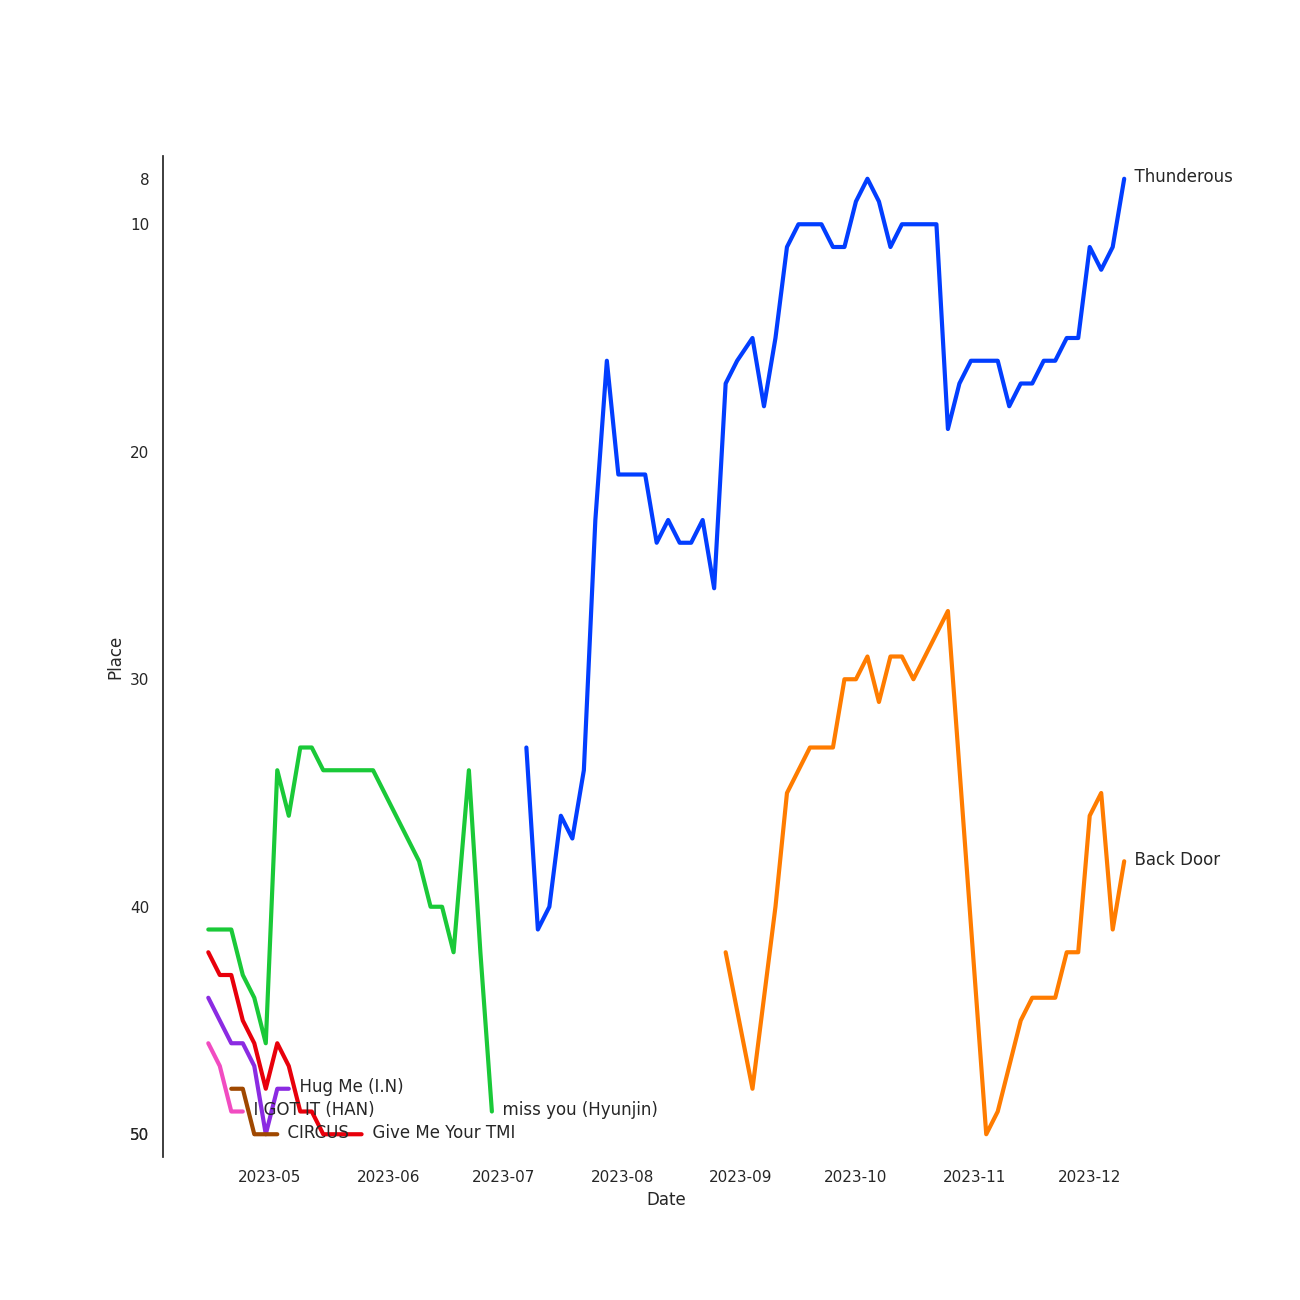 8
10
20
30
40
50
Place
Thunderous
Back Door
Hug Me (I.N)
I GOT IT (HAN)
miss you (Hyunjin)
CIRCUS
Give Me Your TMI
2023-05
2023-06
2023-07
2023-08
2023-09
2023-10
2023-11
2023-12
Date